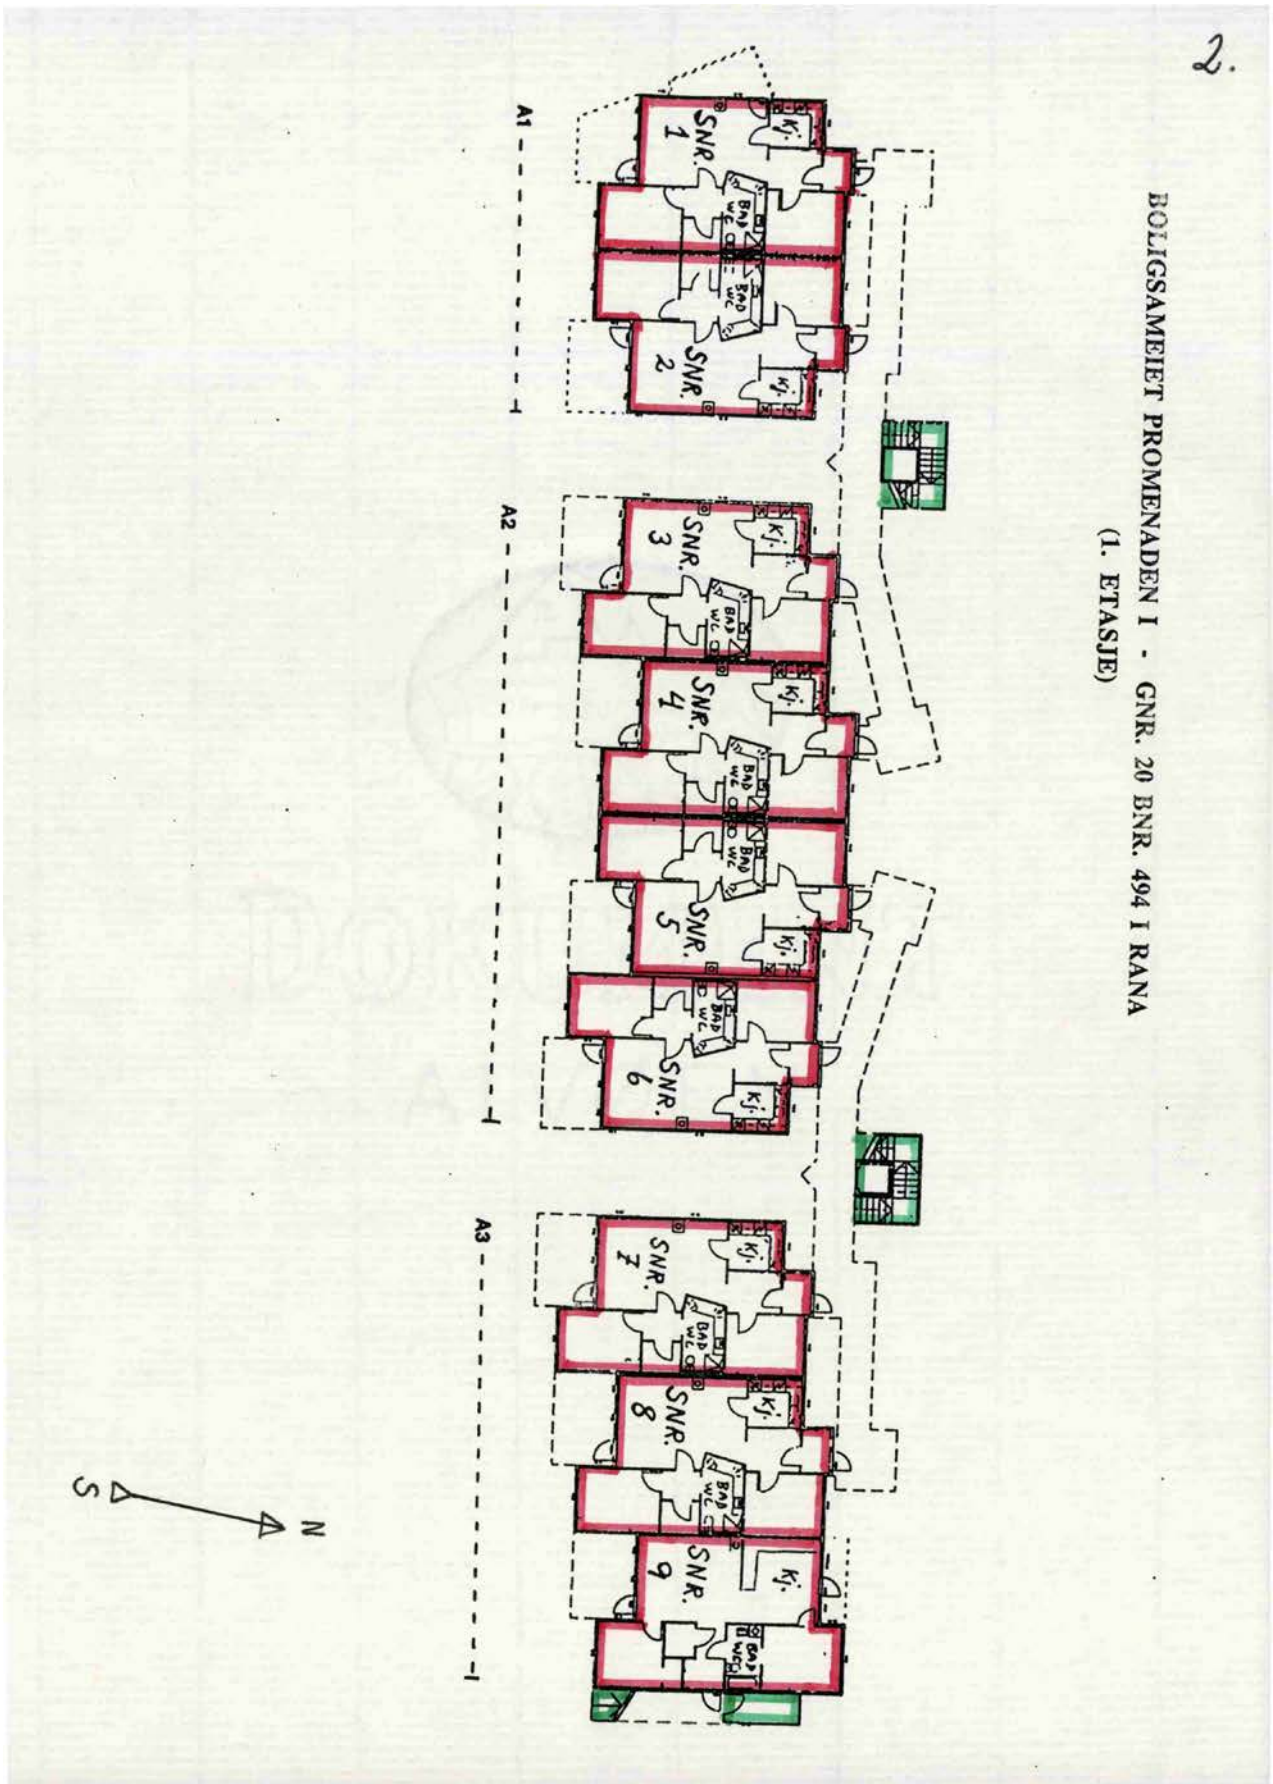 2.
BOLIGSAMEIET PROMENADEN I - GNR. 20 BNR. 494 I RANA
(1. ETASJE)
A1
SNR. 1
Kj.
BAD WC
BAD WC
SNR. 2
Kj.
A2
SNR. 3
Kj.
BAD WC
SNR. 4
Kj.
BAD WC
BAD WC
SNR. 5
Kj.
BAD WC
SNR. 6
Kj.
A3
SNR. 7
Kj.
BAD WC
SNR. 8
Kj.
BAD WC
SNR. 9
Kj.
BAD WC
S
N